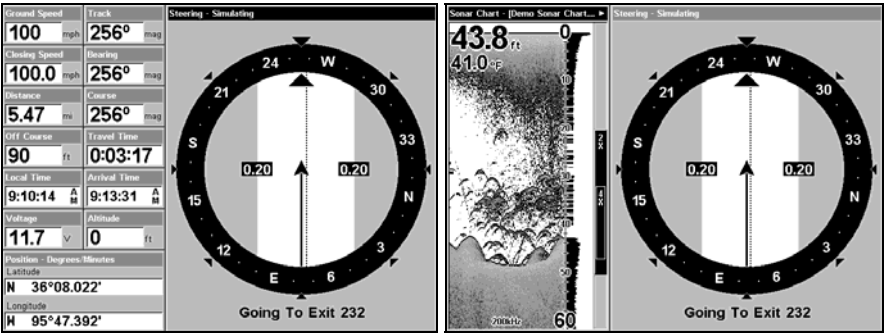 Ground Speed Track
100 mph 256° mag
Closing Speed Bearing
100.0 mph 256° mag
Distance Course
5.47 mi 256° mag
Off Course Travel Time
90 ft 0:03:17
Local Time Arrival Time
9:10:14 AM 9:13:31 AM
Voltage Altitude
11.7 V 0 ft
Position - Degrees/Minutes
Latitude
N 36°08.022'
Longitude
W 95°47.392'
Steering - Simulating
24 W
21 30
S 33
0.20 0.20
15 N
12 3
E 6
Going To Exit 232
Sonar Chart - [Demo Sonar Chart...
43.8 ft
41.0 °F
0
10
2X
4X
40
50
60
200kHz
Steering - Simulating
24 W
21 30
S 33
0.20 0.20
15 N
12 3
E 6
Going To Exit 232